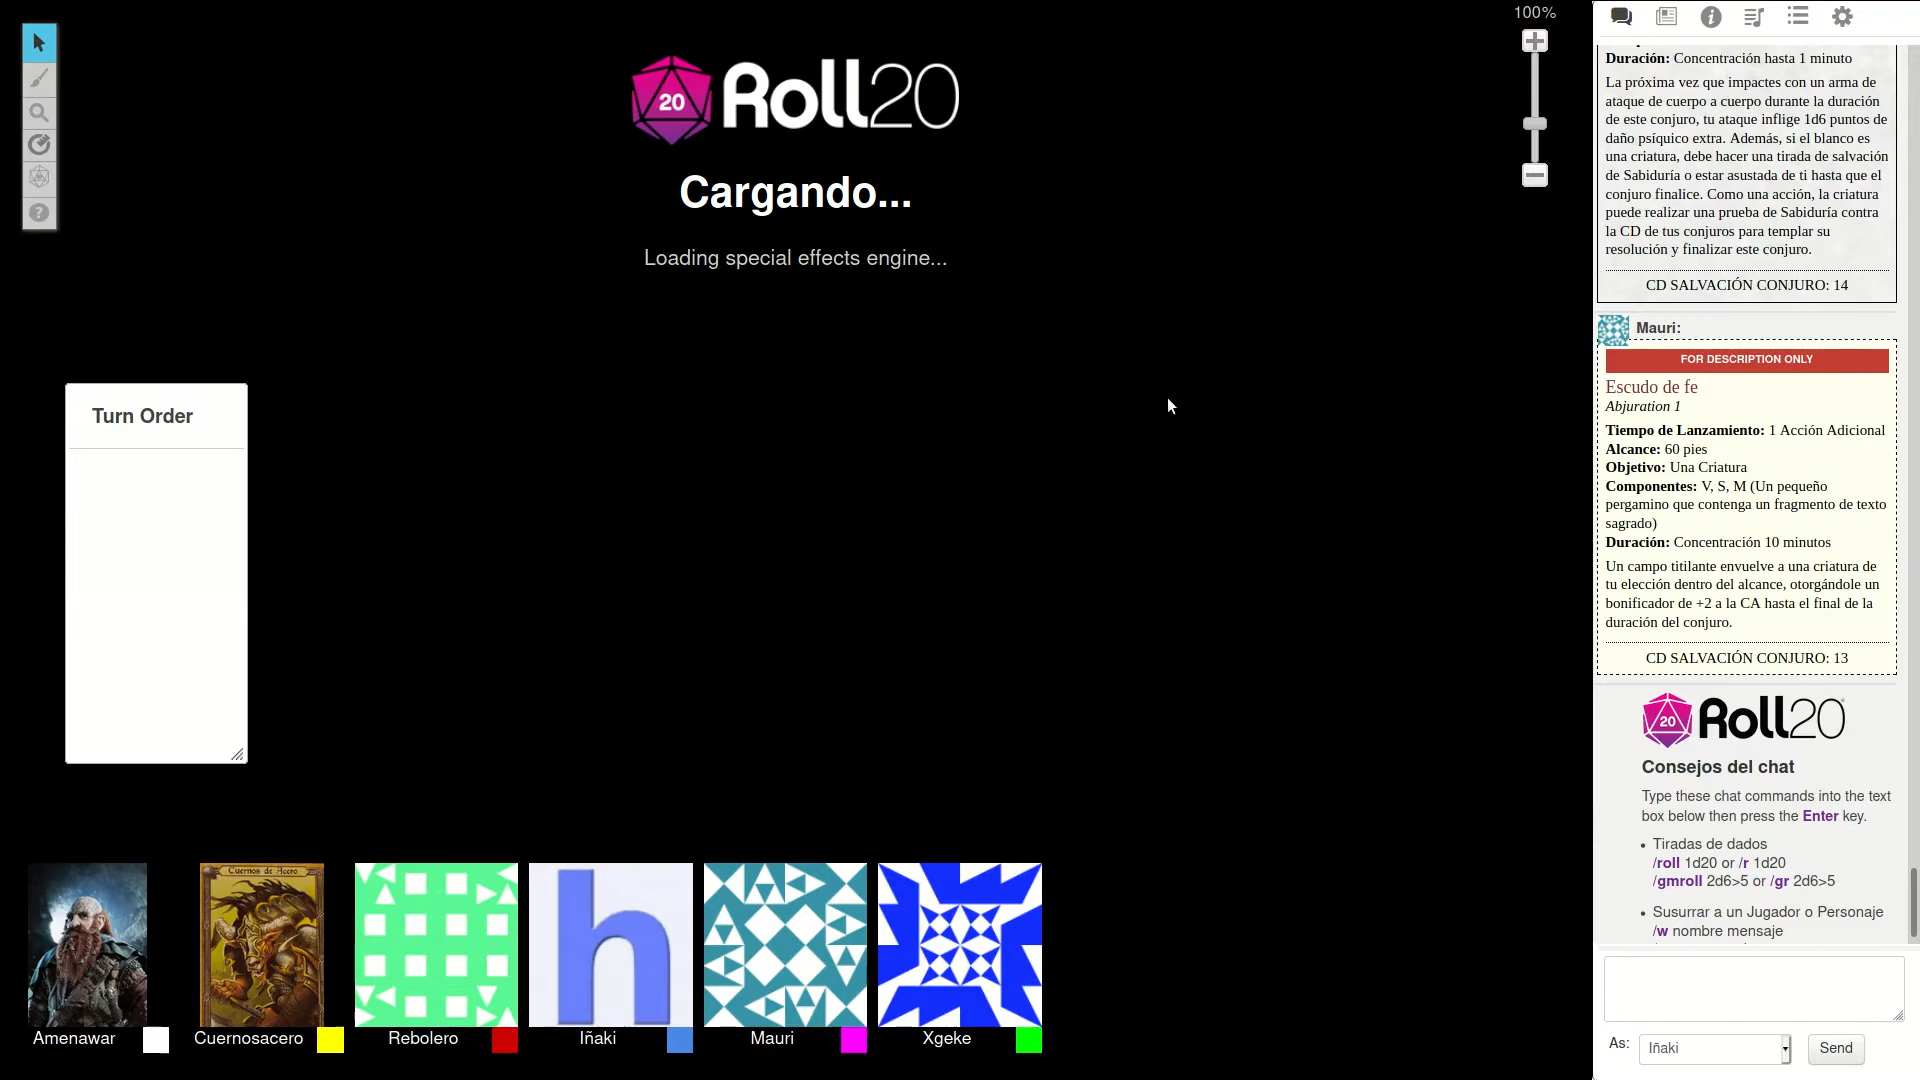 100%
20 Roll20
Cargando...
Loading special effects engine...
Turn Order
Cuernos de Acero
Amenawar
Cuernosacero
Rebolero
h
Iñaki
Mauri
Xgeke
Duración: Concentración hasta 1 minuto
La próxima vez que impactes con un arma de
ataque de cuerpo a cuerpo durante la duración
de este conjuro, tu ataque inflige 1d6 puntos de
daño psíquico extra. Además, si el blanco es
una criatura, debe hacer una tirada de salvación
de Sabiduría o estar asustada de ti hasta que el
conjuro finalice. Como una acción, la criatura
puede realizar una prueba de Sabiduría contra
la CD de tus conjuros para templar su
resolución y finalizar este conjuro.
CD SALVACIÓN CONJURO: 14
Mauri:
FOR DESCRIPTION ONLY
Escudo de fe
Abjuration 1
Tiempo de Lanzamiento: 1 Acción Adicional
Alcance: 60 pies
Objetivo: Una Criatura
Componentes: V, S, M (Un pequeño
pergamino que contenga un fragmento de texto
sagrado)
Duración: Concentración 10 minutos
Un campo titilante envuelve a una criatura de
tu elección dentro del alcance, otorgándole un
bonificador de +2 a la CA hasta el final de la
duración del conjuro.
CD SALVACIÓN CONJURO: 13
20 Roll20
Consejos del chat
Type these chat commands into the text
box below then press the Enter key.
• Tiradas de dados
/roll 1d20 or /r 1d20
/gmroll 2d6>5 or /gr 2d6>5
• Susurrar a un Jugador o Personaje
/w nombre mensaje
As: Iñaki Send